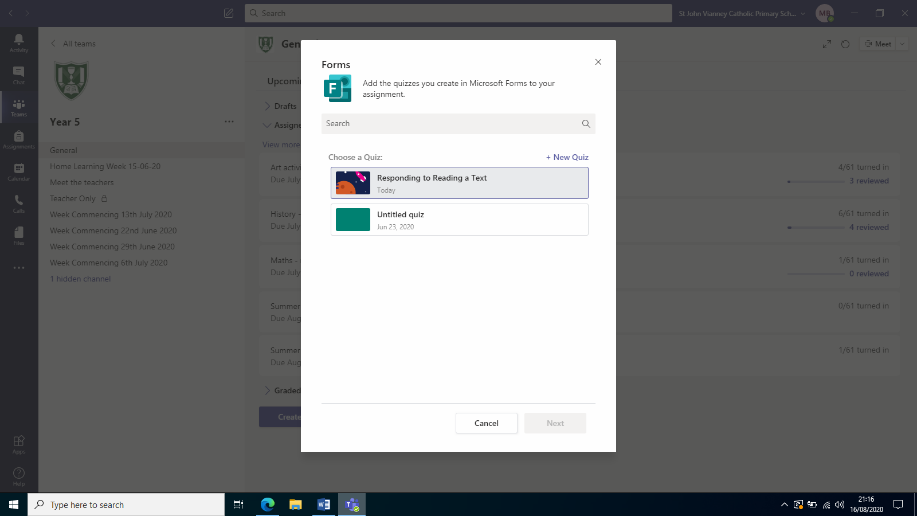 Search
St John Vianney Catholic Primary Sch...
MB
Activity
Chat
Teams
Assignments
Calendar
Calls
Files
Apps
Help
All teams
Year 5
General
Home Learning Week 15-06-20
Meet the teachers
Teacher Only
Week Commencing 13th July 2020
Week Commencing 22nd June 2020
Week Commencing 29th June 2020
Week Commencing 6th July 2020
1 hidden channel
Gen
Meet
Upcomi
Drafts
Assigne
View more
Art activi
Due July
4/61 turned in
3 reviewed
History -
Due July
6/61 turned in
4 reviewed
Maths -
Due July
1/61 turned in
0 reviewed
Summer
Due Aug
0/61 turned in
Summer
Due Aug
1/61 turned in
Graded
Create
Forms
F
Add the quizzes you create in Microsoft Forms to your
assignment.
Search
Choose a Quiz:
+ New Quiz
Responding to Reading a Text
Today
Untitled quiz
Jun 23, 2020
Cancel
Next
Type here to search
21:16
16/08/2020